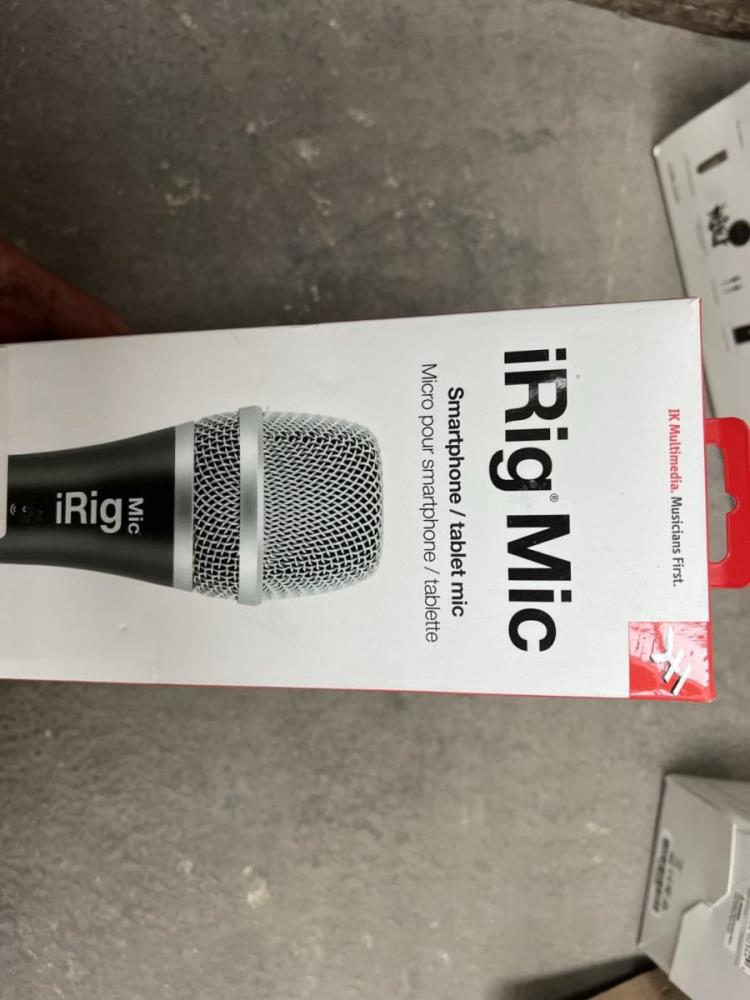 IK Multimedia. Musicians First.
iRig® Mic
Smartphone / tablet mic
Micro pour smartphone / tablette
iRig Mic